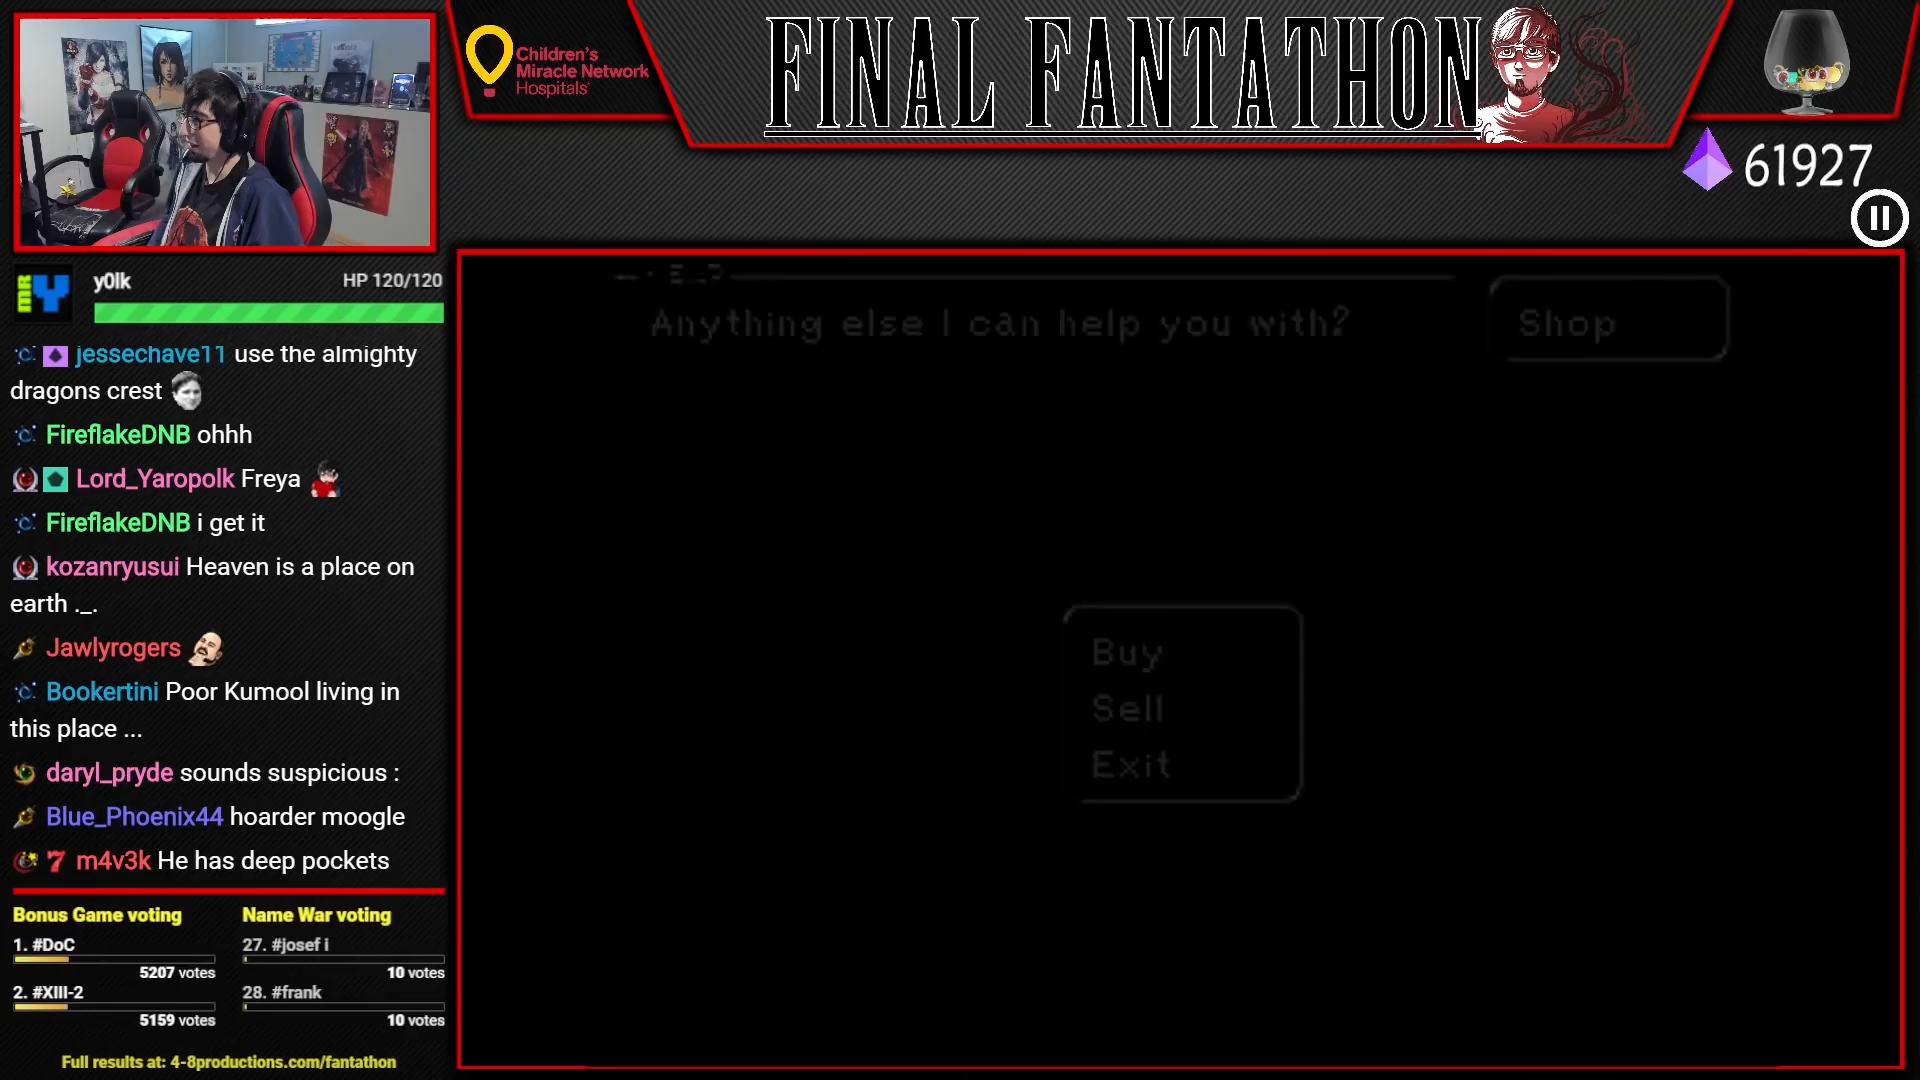 Children's
Miracle Network
Hospitals
FINAL FANTATHON
61927
y0lk
HP 120/120
jessechave11 use the almighty
dragons crest
FireflakeDNB ohhh
Lord_Yaropolk Freya
FireflakeDNB i get it
kozanryusui Heaven is a place on
earth ._.
Jawlyrogers
Bookertini Poor Kumool living in
this place ...
daryl_pryde sounds suspicious :
Blue_Phoenix44 hoarder moogle
7 m4v3k He has deep pockets
Bonus Game voting
1. #DoC
5207 votes
2. #XIII-2
5159 votes
Name War voting
27. #josef i
10 votes
28. #frank
10 votes
Full results at: 4-8productions.com/fantathon
Anything else I can help you with?
Shop
Buy
Sell
Exit